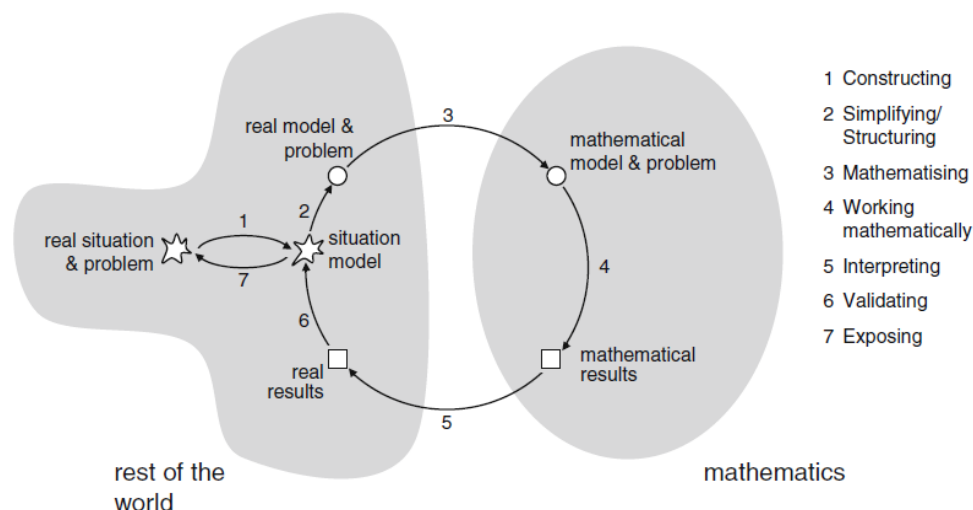 real model &
problem
3
mathematical
model & problem
1
2
real situation
& problem
situation
model
7
4
6
real
results
mathematical
results
5
rest of the
world
mathematics
1 Constructing
2 Simplifying/
Structuring
3 Mathematising
4 Working
mathematically
5 Interpreting
6 Validating
7 Exposing